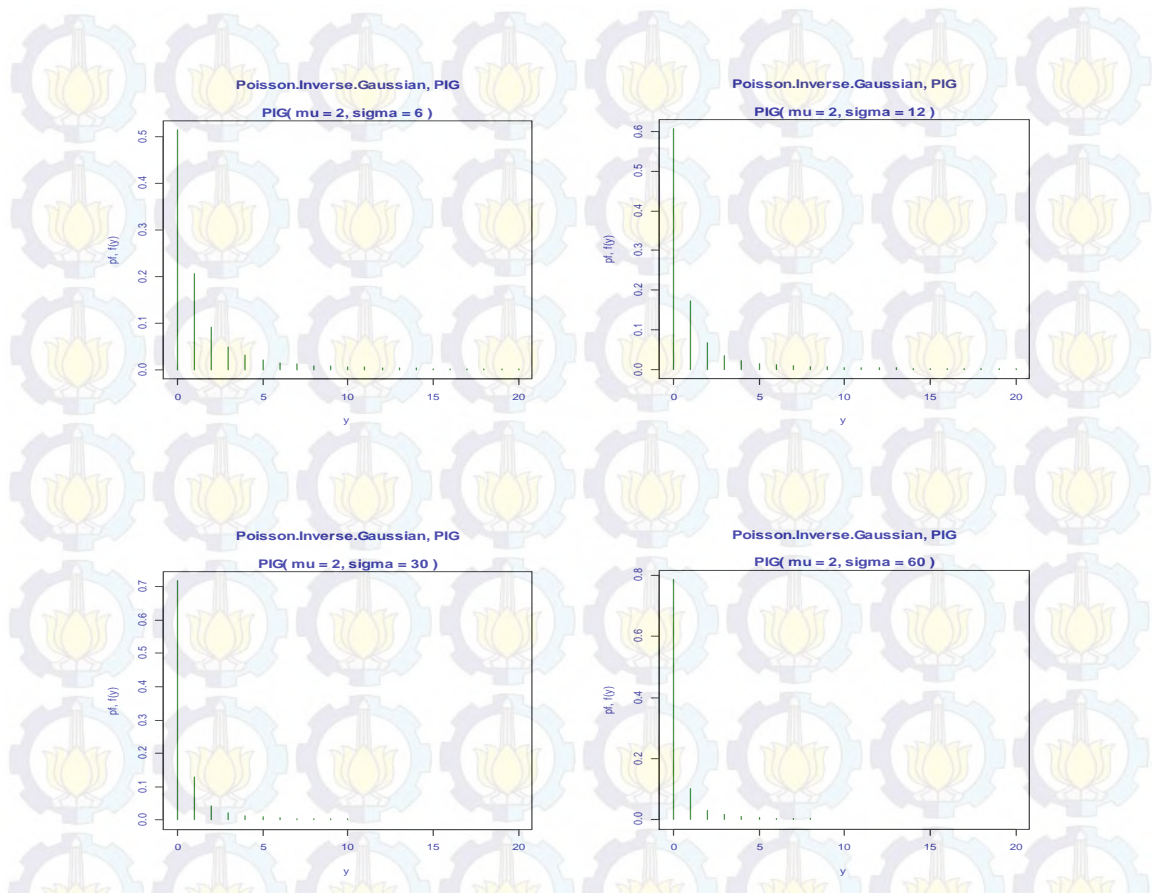 Poisson.Inverse.Gaussian, PIG
PIG( mu = 2, sigma = 6 )
pf, f(y)
0.5
0.4
0.3
0.2
0.1
0.0
0 5 10 15 20
y
Poisson.Inverse.Gaussian, PIG
PIG( mu = 2, sigma = 12 )
pf, f(y)
0.6
0.5
0.4
0.3
0.2
0.1
0.0
0 5 10 15 20
y
Poisson.Inverse.Gaussian, PIG
PIG( mu = 2, sigma = 30 )
pf, f(y)
0.7
0.6
0.5
0.4
0.3
0.2
0.1
0.0
0 5 10 15 20
y
Poisson.Inverse.Gaussian, PIG
PIG( mu = 2, sigma = 60 )
pf, f(y)
0.8
0.6
0.4
0.2
0.0
0 5 10 15 20
y